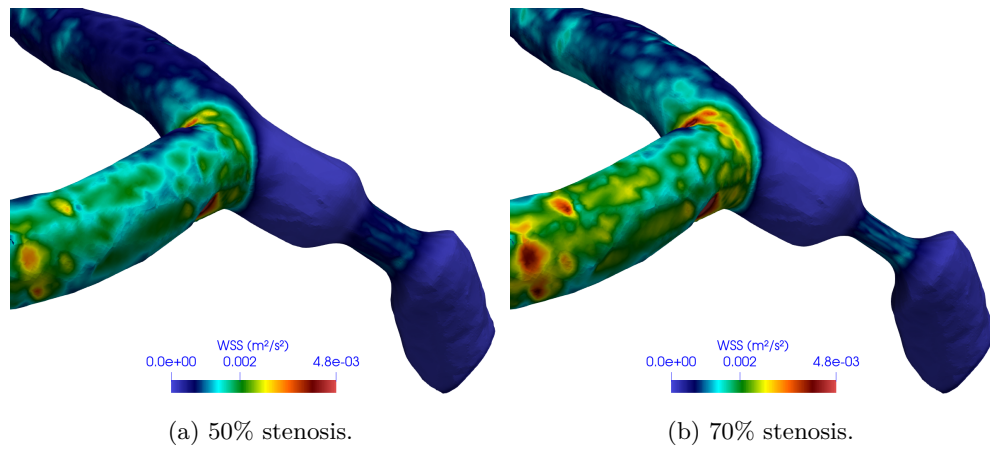 WSS (m²/s²)
0.0e+00 0.002 4.8e-03
WSS (m²/s²)
0.0e+00 0.002 4.8e-03
(a) 50% stenosis.
(b) 70% stenosis.